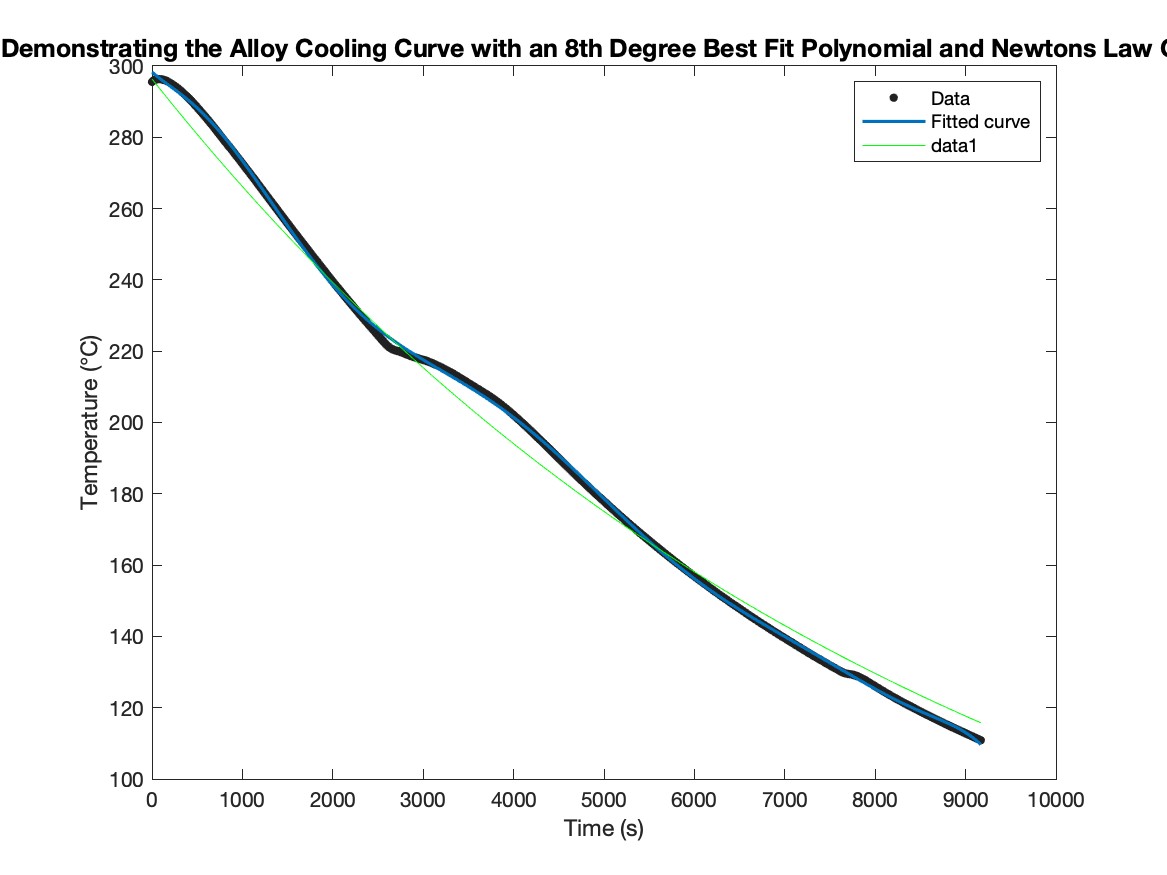 Demonstrating the Alloy Cooling Curve with an 8th Degree Best Fit Polynomial and Newtons Law
Data
Fitted curve
data1
300
280
260
240
220
200
180
160
140
120
100
Temperature (°C)
0 1000 2000 3000 4000 5000 6000 7000 8000 9000 10000
Time (s)